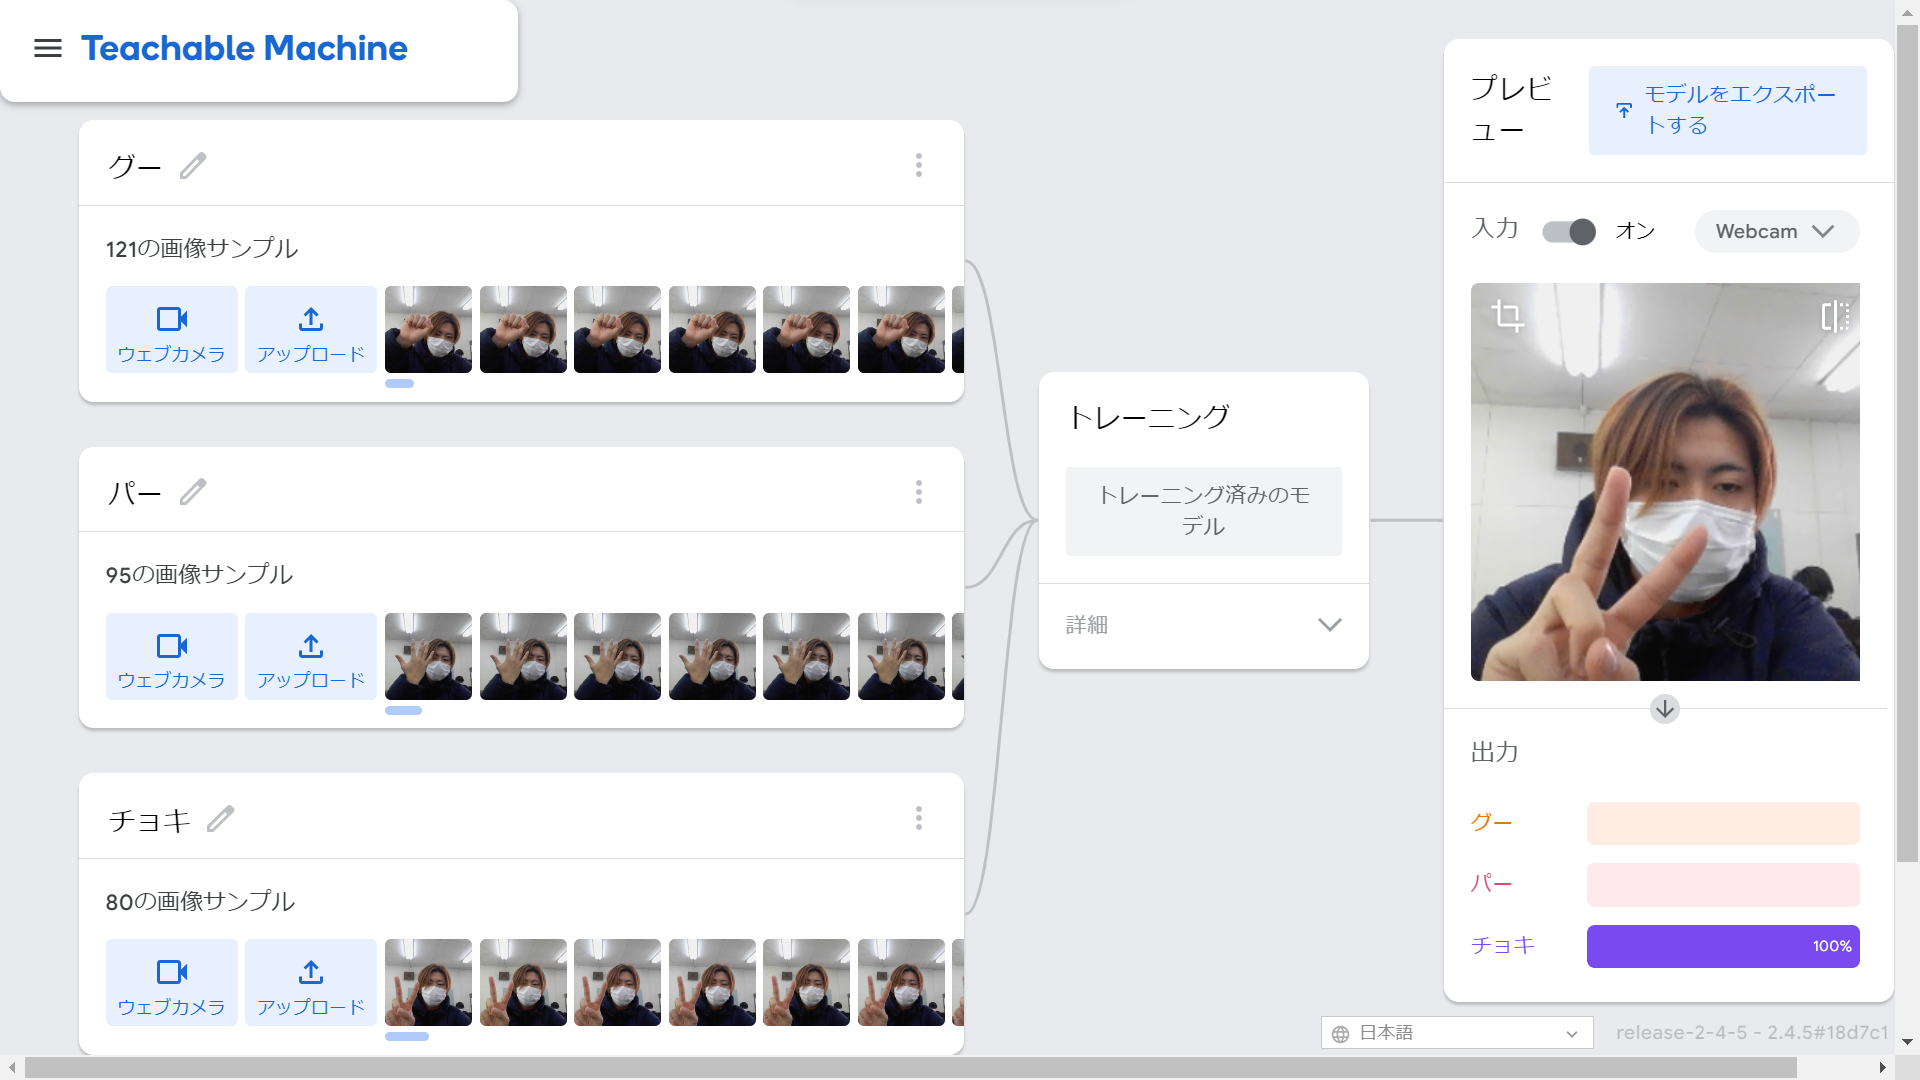 Teachable Machine
グー
121の画像サンプル
ウェブカメラ
アップロード
パー
95の画像サンプル
ウェブカメラ
アップロード
チョキ
80の画像サンプル
ウェブカメラ
アップロード
トレーニング
トレーニング済みのモ
デル
詳細
プレビ
ュー
モデルをエクスポー
トする
入力
オン
Webcam
出力
グー
パー
チョキ
100%
日本語
release-2-4-5 - 2.4.5#18d7c1